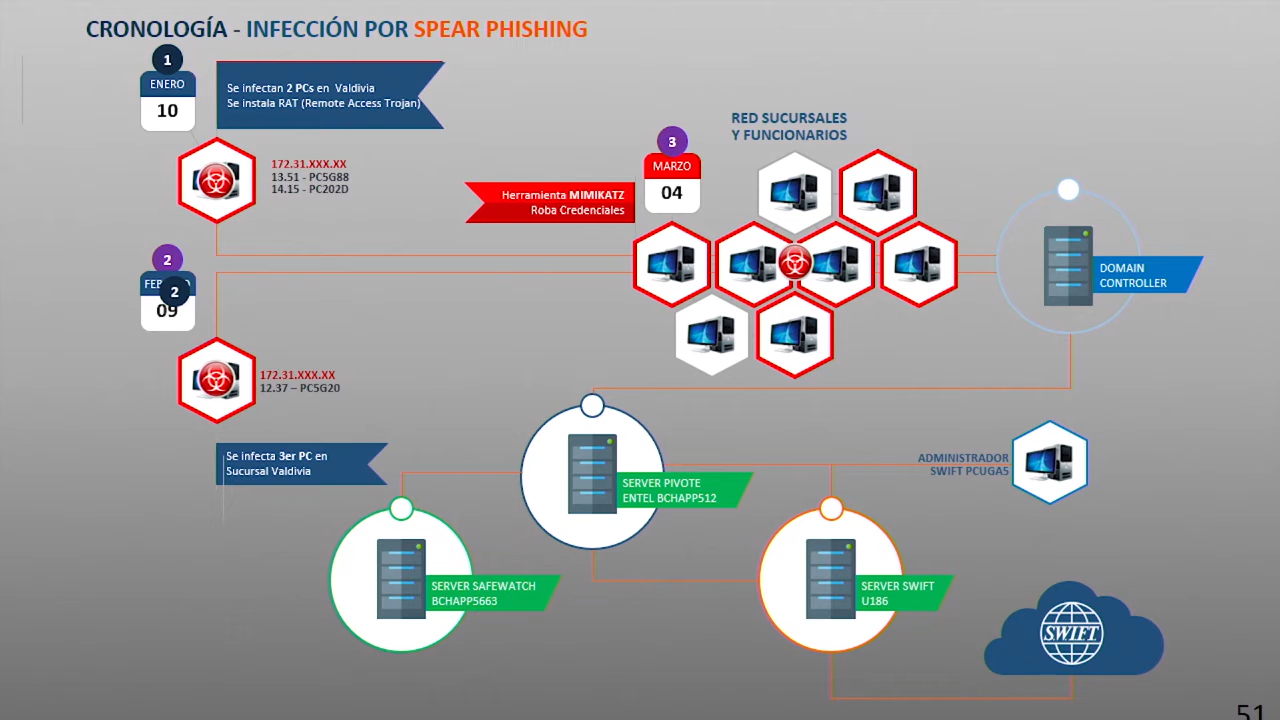 CRONOLOGÍA - INFECCIÓN POR SPEAR PHISHING
1
ENERO
10
Se infectan 2 PCs en Valdivia
Se instala RAT (Remote Access Trojan)
172.31.XXX.XX
13.51 - PC5G88
14.15 - PC202D
2
2
09
172.31.XXX.XX
12.37 – PC5G20
Se infecta 3er PC en
Sucursal Valdivia
3
MARZO
04
Herramienta MIMIKATZ
Roba Credenciales
RED SUCURSALES
Y FUNCIONARIOS
DOMAIN
CONTROLLER
SERVER PIVOTE
ENTEL BCHAPP512
ADMINISTRADOR
SWIFT PCUGA5
SERVER SAFEWATCH
BCHAPP5663
SERVER SWIFT
U186
SWIFT
51